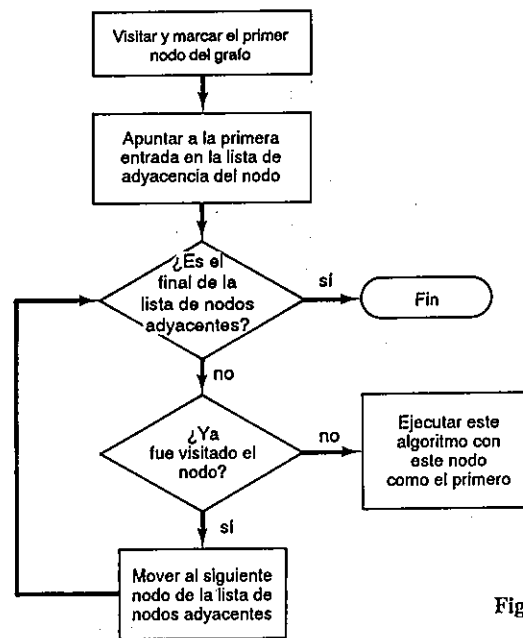 Visitar y marcar el primer
nodo del grafo
Apuntar a la primera
entrada en la lista de
adyacencia del nodo
¿Es el
final de la
lista de nodos
adyacentes?
sí
Fin
no
¿Ya
fue visitado el
nodo?
no
Ejecutar este
algoritmo con
este nodo
como el primero
sí
Mover al siguiente
nodo de la lista de
nodos adyacentes
Fig